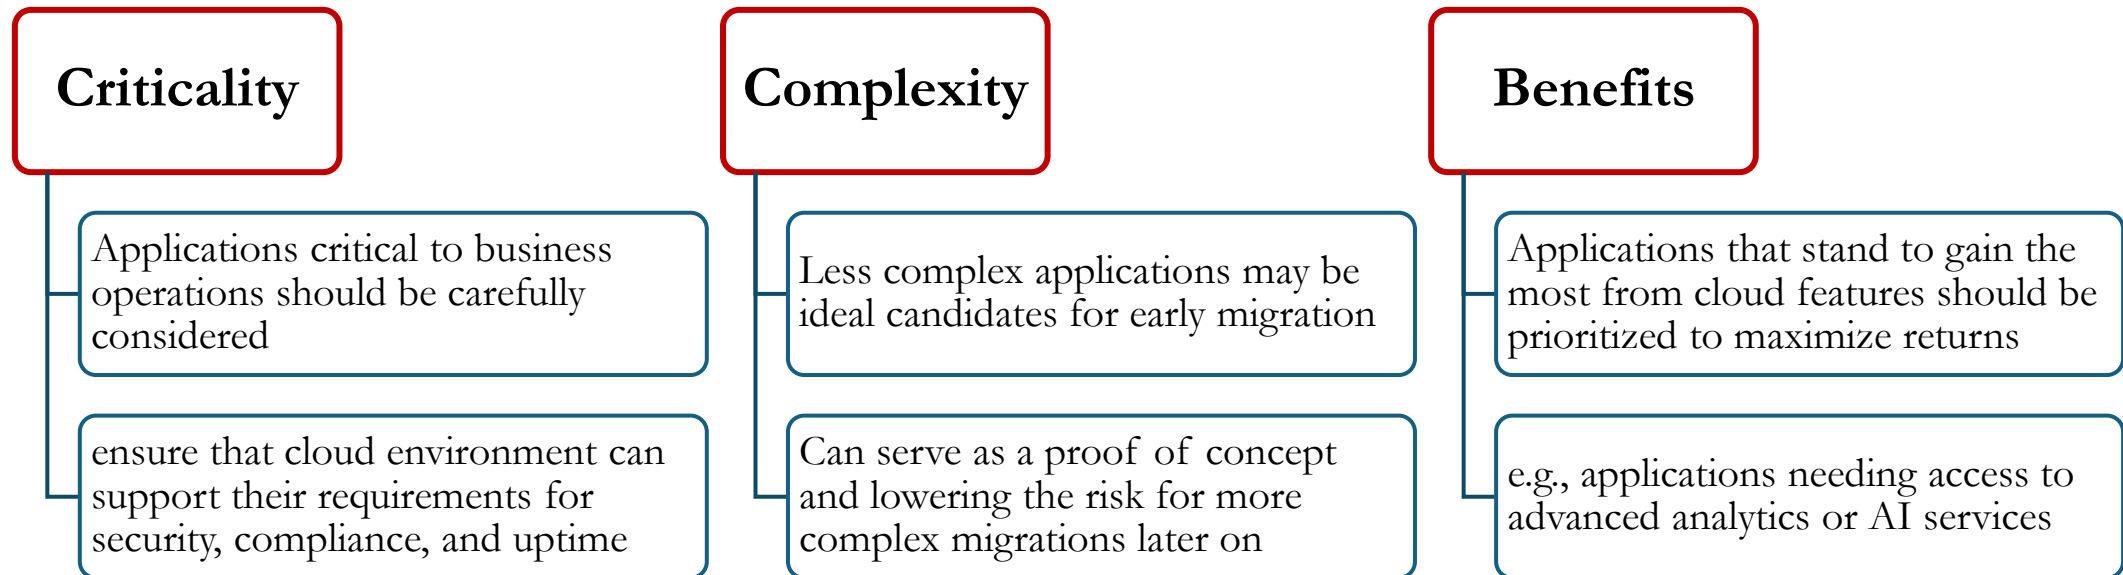 Criticality
Applications critical to business
operations should be carefully
considered
ensure that cloud environment can
support their requirements for
security, compliance, and uptime
Complexity
Less complex applications may be
ideal candidates for early migration
Can serve as a proof of concept
and lowering the risk for more
complex migrations later on
Benefits
Applications that stand to gain the
most from cloud features should be
prioritized to maximize returns
e.g., applications needing access to
advanced analytics or AI services